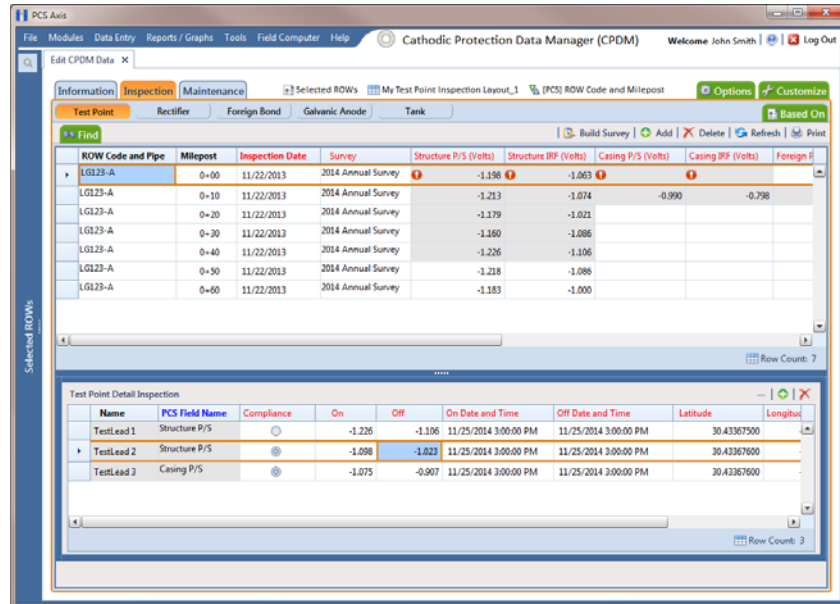 PCS Axis
File Modules Data Entry Reports / Graphs Tools Field Computer Help Cathodic Protection Data Manager (CPDM) Welcome John Smith | | Log Out
Edit CPDM Data
Information Inspection Maintenance Selected ROWs My Test Point Inspection Layout_1 [PCS] ROW Code and Milepost Options Customize
Test Point Rectifier Foreign Bond Galvanic Anode Tank Based On
Find | Build Survey | Add | Delete | Refresh | Print
ROW Code and Pipe Milepost Inspection Date Survey Structure P/S (Volts) Structure IRF (Volts) Casing P/S (Volts) Casing IRF (Volts) Foreign P
LG123-A 0+00 11/22/2013 2014 Annual Survey -1.198 -1.063
LG123-A 0+10 11/22/2013 2014 Annual Survey -1.213 -1.074 -0.990 -0.798
LG123-A 0+20 11/22/2013 2014 Annual Survey -1.179 -1.021
LG123-A 0+30 11/22/2013 2014 Annual Survey -1.160 -1.086
LG123-A 0+40 11/22/2013 2014 Annual Survey -1.226 -1.106
LG123-A 0+50 11/22/2013 2014 Annual Survey -1.218 -1.086
LG123-A 0+60 11/22/2013 2014 Annual Survey -1.183 -1.000
Selected ROWs
Row Count: 7
Test Point Detail Inspection
Name PCS Field Name Compliance On Off On Date and Time Off Date and Time Latitude Longitud
TestLead 1 Structure P/S -1.226 -1.106 11/25/2014 3:00:00 PM 11/25/2014 3:00:00 PM 30.43367500
TestLead 2 Structure P/S -1.098 -1.023 11/25/2014 3:00:00 PM 11/25/2014 3:00:00 PM 30.43367600
TestLead 3 Casing P/S -1.075 -0.907 11/25/2014 3:00:00 PM 11/25/2014 3:00:00 PM 30.43367600
Row Count: 3